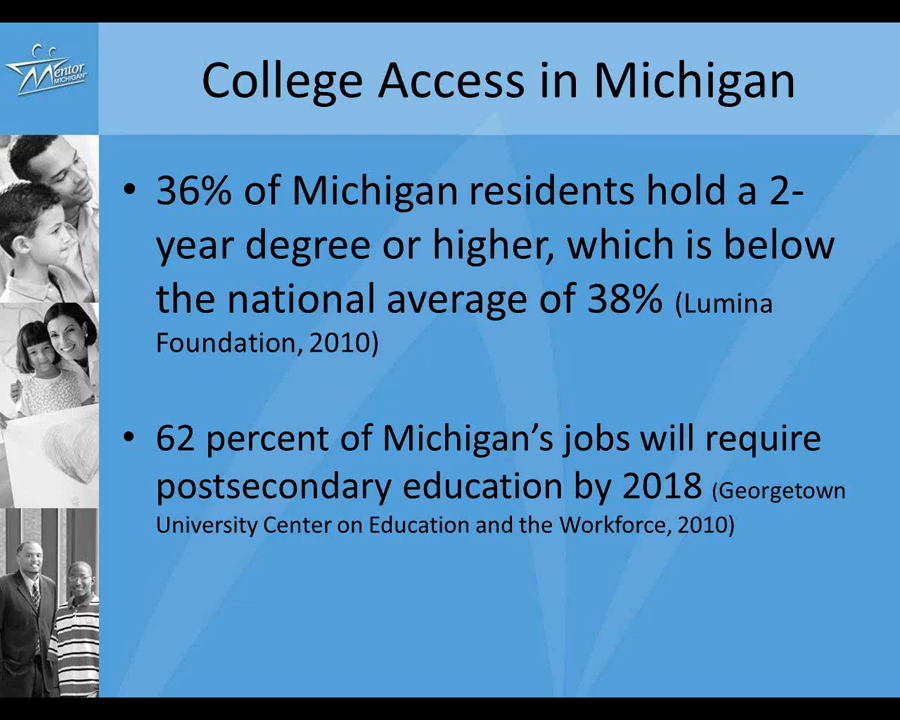 Mentor
MICHIGAN
College Access in Michigan
• 36% of Michigan residents hold a 2-
year degree or higher, which is below
the national average of 38% (Lumina
Foundation, 2010)
• 62 percent of Michigan’s jobs will require
postsecondary education by 2018 (Georgetown
University Center on Education and the Workforce, 2010)